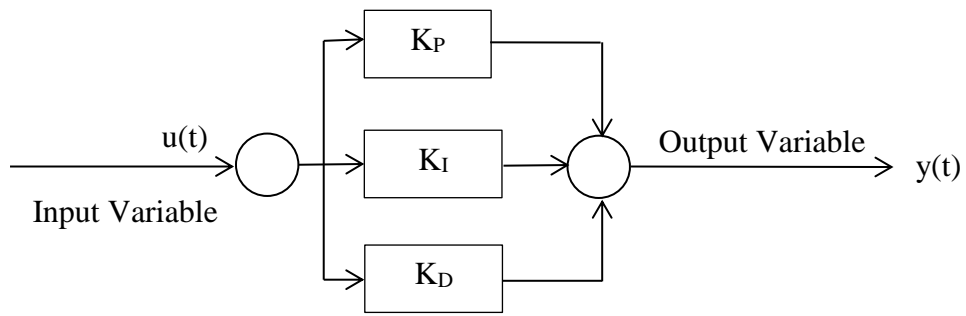 K_P
u(t)
K_I
Output Variable
y(t)
Input Variable
K_D